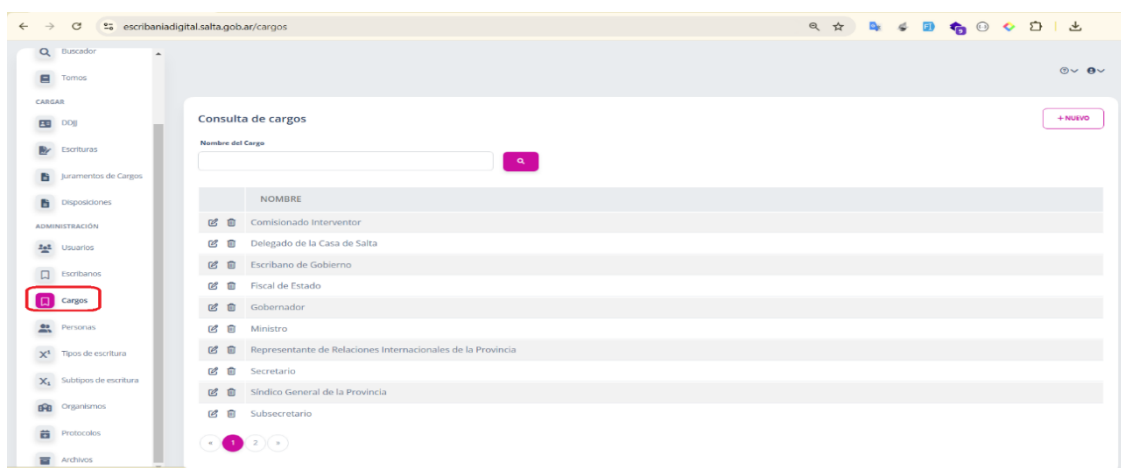 escribaniadigital.salta.gob.ar/cargos
Buscador
Tomos
CARGAR
DDJJ
Escrituras
Juramentos de Cargos
Disposiciones
ADMINISTRACIÓN
Usuarios
Escribanos
Cargos
Personas
Tipos de escritura
Subtipos de escritura
Organismos
Protocolos
Archivos
Consulta de cargos
+ NUEVO
Nombre del Cargo
NOMBRE
Comisionado Interventor
Delegado de la Casa de Salta
Escribano de Gobierno
Fiscal de Estado
Gobernador
Ministro
Representante de Relaciones Internacionales de la Provincia
Secretario
Síndico General de la Provincia
Subsecretario
« 1 2 »